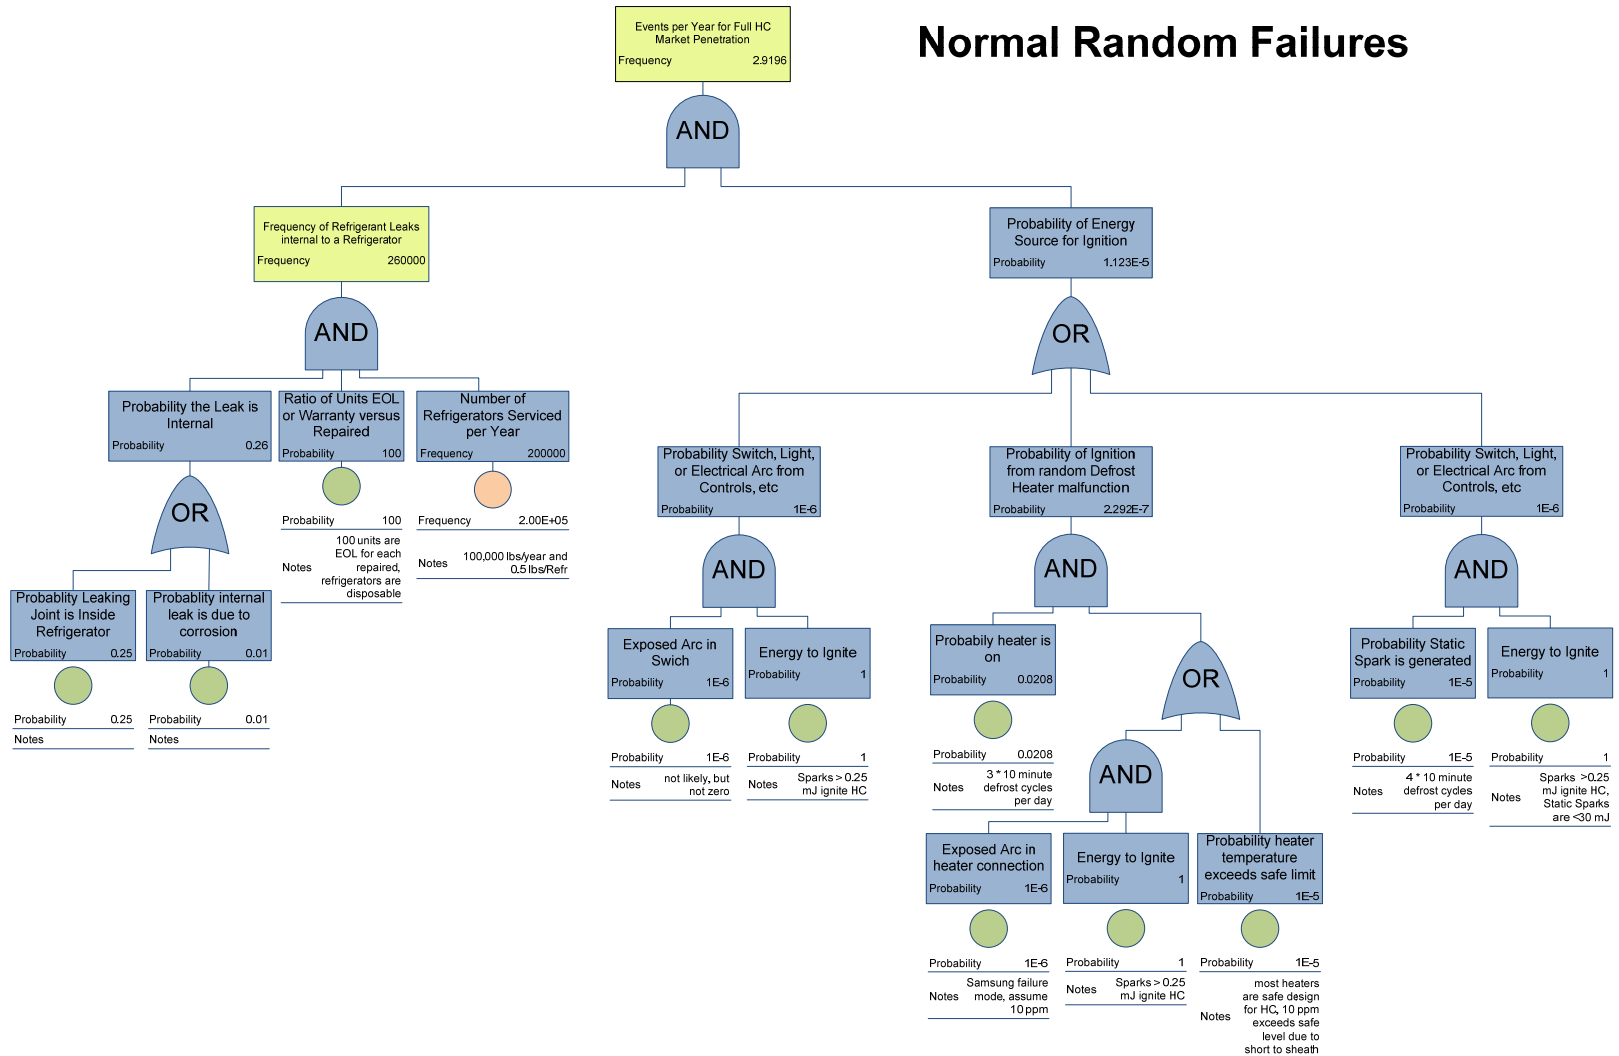 Normal Random Failures
Events per Year for Full HC
Market Penetration
Frequency 2.9196
AND
Frequency of Refrigerant Leaks
internal to a Refrigerator
Frequency 260000
Probability of Energy
Source for Ignition
Probability 1.123E-5
AND
OR
Probability the Leak is
Internal
Probability 0.26
Ratio of Units EOL
or Warranty versus
Repaired
Probability 100
Number of
Refrigerators Serviced
per Year
Frequency 200000
Probability 100
Notes 100 units are
EOL for each
repaired,
refrigerators are
disposable
Frequency 2.00E+05
Notes 100,000 lbs/year and
0.5 lbs/Refr
OR
Probablity Leaking
Joint is Inside
Refrigerator
Probability 0.25
Probablity internal
leak is due to
corrosion
Probability 0.01
Probability 0.25
Notes
Probability 0.01
Notes
Probability Switch, Light,
or Electrical Arc from
Controls, etc
Probability 1E-6
Probability of Ignition
from random Defrost
Heater malfunction
Probability 2.292E-7
Probability Switch, Light,
or Electrical Arc from
Controls, etc
Probability 1E-6
AND
AND
AND
Exposed Arc in
Swich
Probability 1E-6
Energy to Ignite
Probability 1
Probability 1E-6
Notes not likely, but
not zero
Probability 1
Notes Sparks > 0.25
mJ ignite HC
Probabily heater is
on
Probability 0.0208
Probability 0.0208
Notes 3 * 10 minute
defrost cycles
per day
OR
AND
Exposed Arc in
heater connection
Probability 1E-6
Energy to Ignite
Probability 1
Probability heater
temperature
exceeds safe limit
Probability 1E-5
Probability 1E-6
Notes Samsung failure
mode, assume
10 ppm
Probability 1
Notes Sparks > 0.25
mJ ignite HC
Probability 1E-5
Notes most heaters
are safe design
for HC, 10 ppm
exceeds safe
level due to
short to sheath
Probability Static
Spark is generated
Probability 1E-5
Energy to Ignite
Probability 1
Probability 1E-5
Notes 4 * 10 minute
defrost cycles
per day
Probability 1
Notes Sparks >0.25
mJ ignite HC,
Static Sparks
are <30 mJ